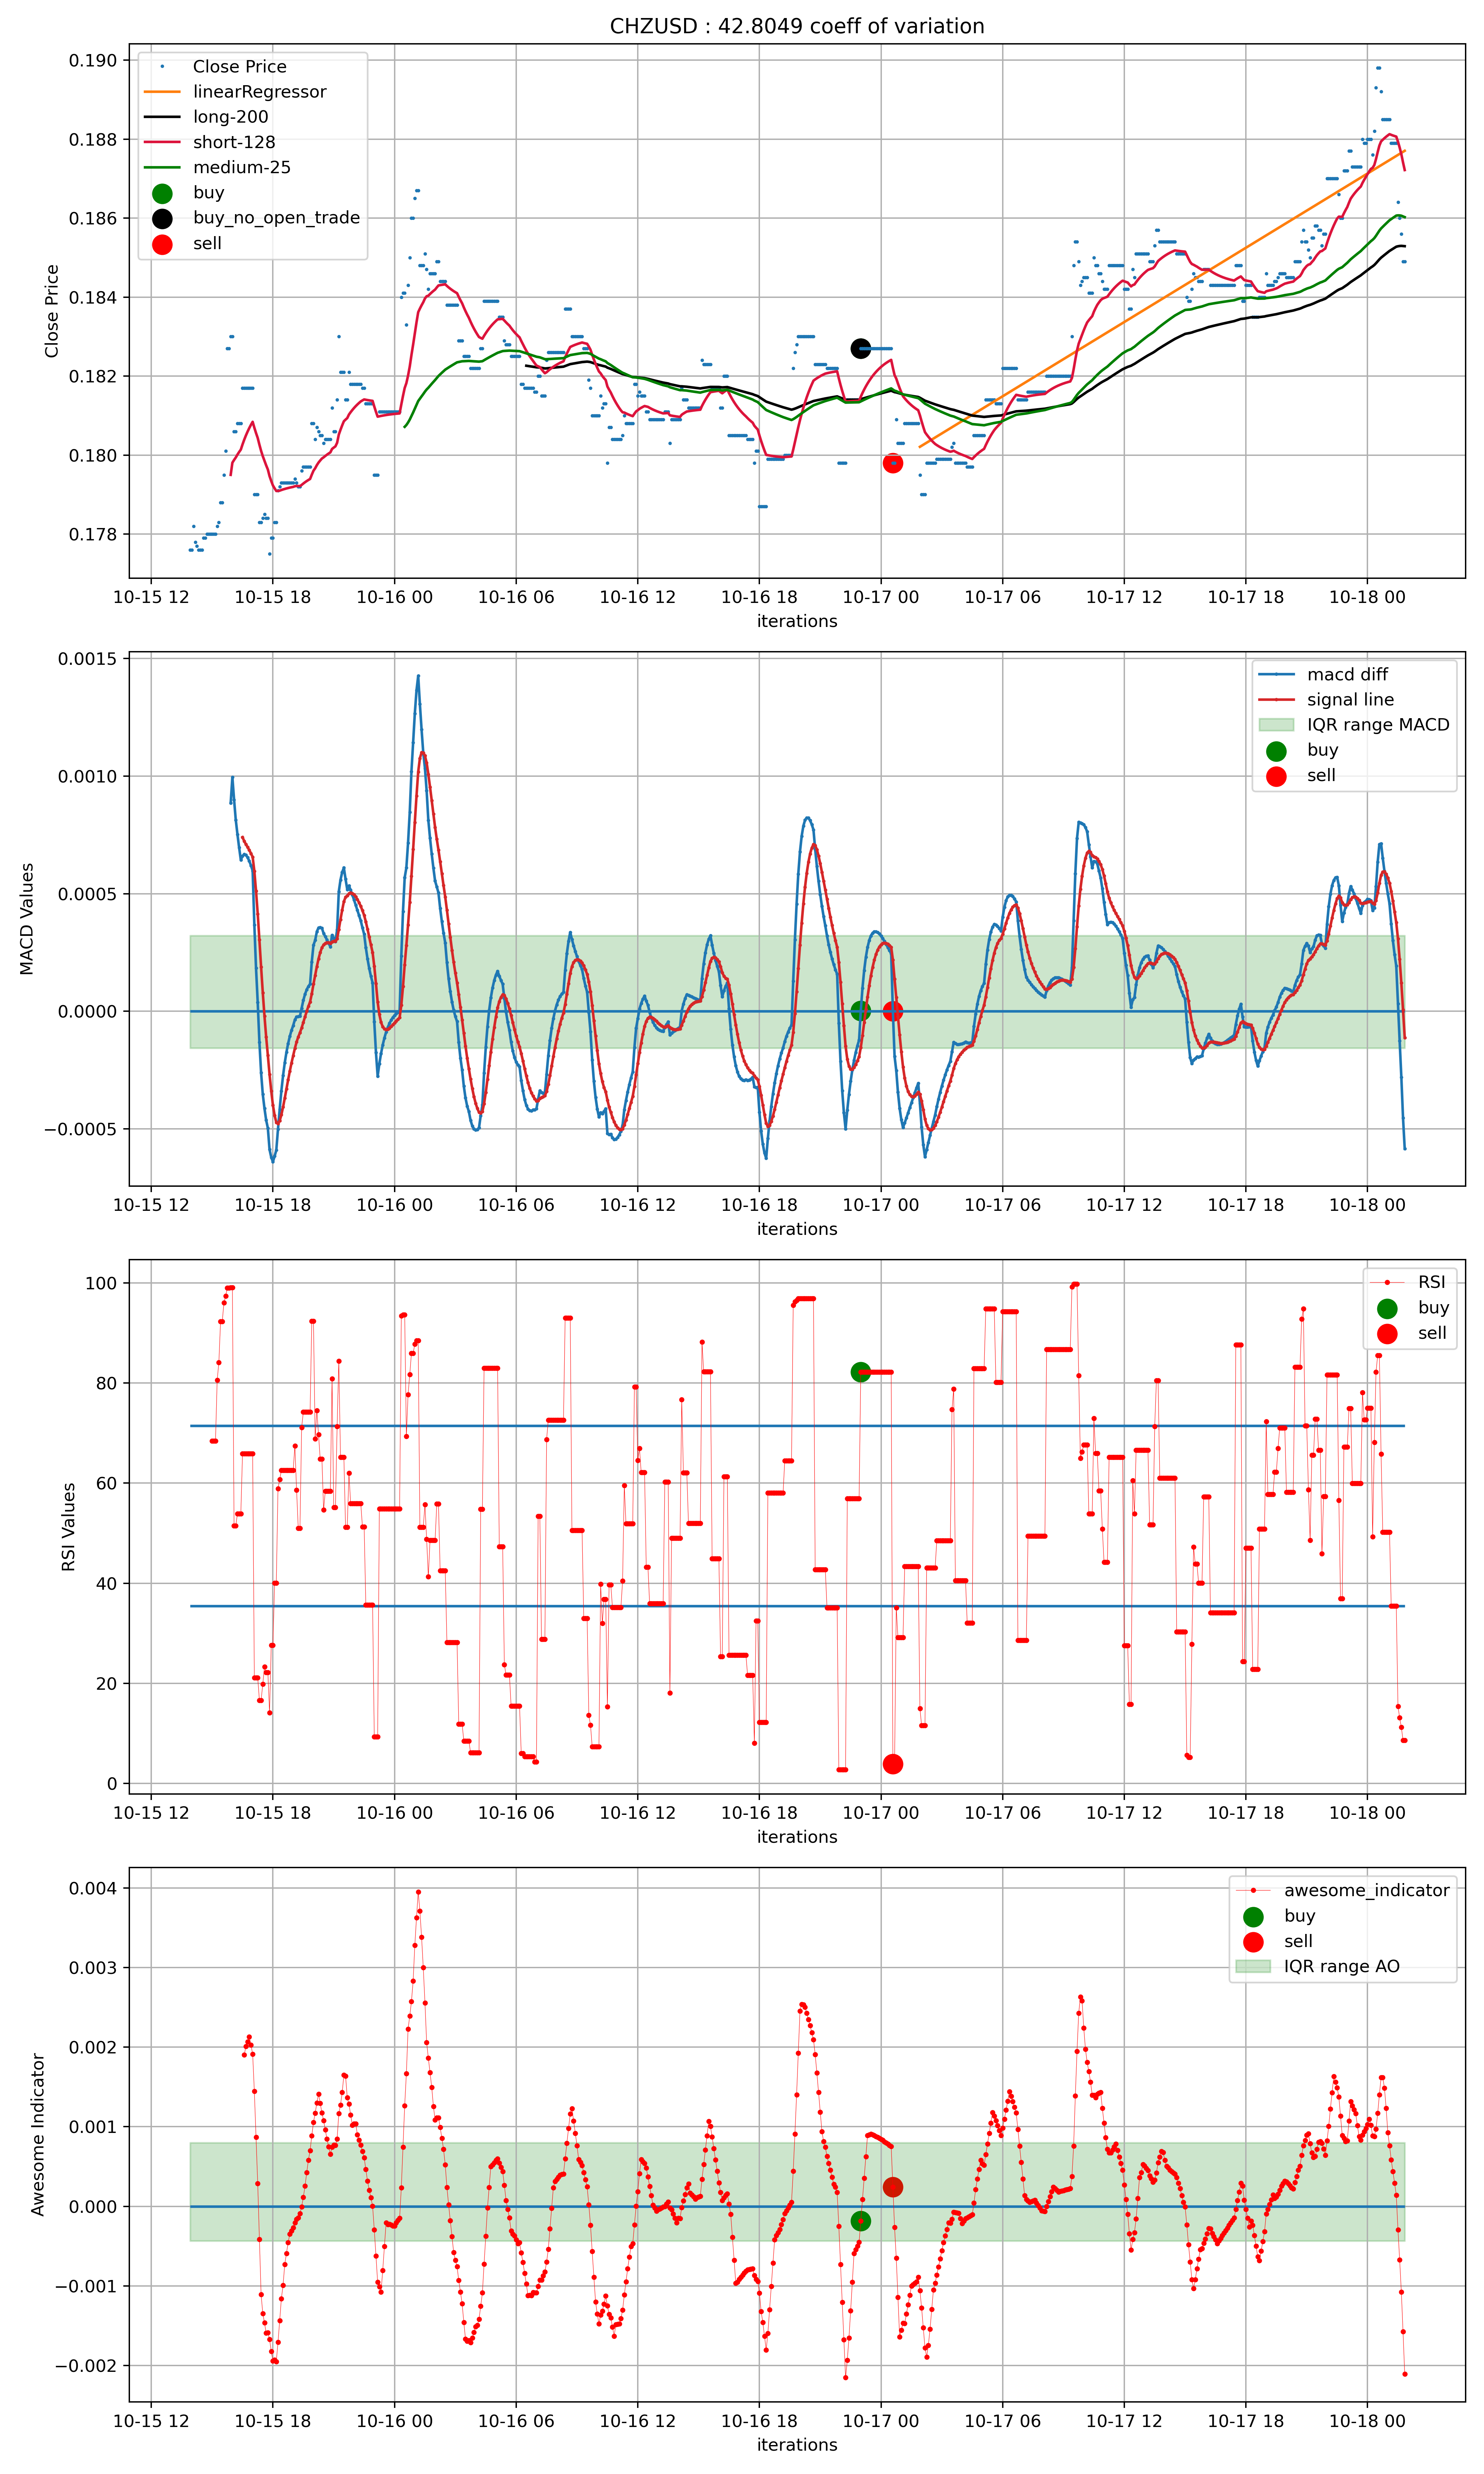 CHZUSD : 42.8049 coeff of variation
0.190
0.188
0.186
0.184
0.182
0.180
0.178
Close Price
Close Price
linearRegressor
long-200
short-128
medium-25
buy
buy_no_open_trade
sell
10-15 12 10-15 18 10-16 00 10-16 06 10-16 12 10-16 18 10-17 00 10-17 06 10-17 12 10-17 18 10-18 00
iterations
0.0015
0.0010
0.0005
0.0000
−0.0005
MACD Values
macd diff
signal line
IQR range MACD
buy
sell
10-15 12 10-15 18 10-16 00 10-16 06 10-16 12 10-16 18 10-17 00 10-17 06 10-17 12 10-17 18 10-18 00
iterations
100
80
60
40
20
0
RSI Values
RSI
buy
sell
10-15 12 10-15 18 10-16 00 10-16 06 10-16 12 10-16 18 10-17 00 10-17 06 10-17 12 10-17 18 10-18 00
iterations
0.004
0.003
0.002
0.001
0.000
−0.001
−0.002
Awesome Indicator
awesome_indicator
buy
sell
IQR range AO
10-15 12 10-15 18 10-16 00 10-16 06 10-16 12 10-16 18 10-17 00 10-17 06 10-17 12 10-17 18 10-18 00
iterations